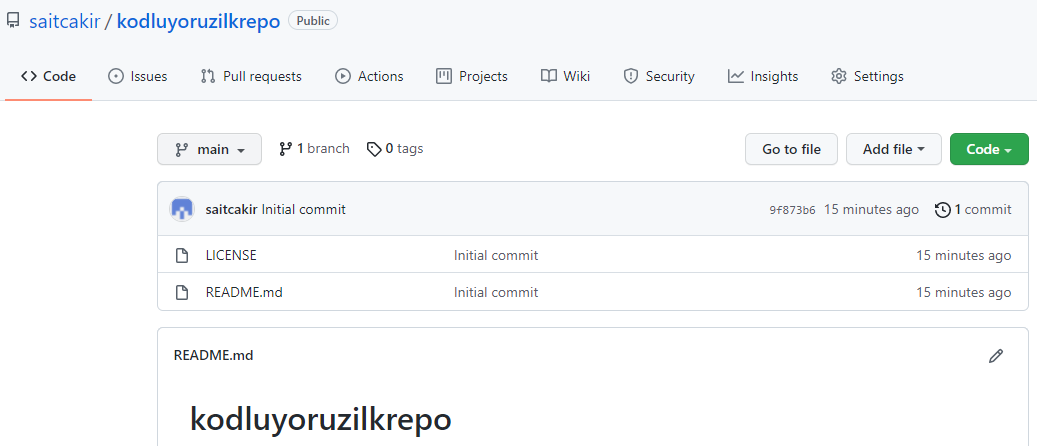 saitcakir / kodluyoruzilkrepo Public
Code Issues Pull requests Actions Projects Wiki Security Insights Settings
main 1 branch 0 tags Go to file Add file Code
saitcakir Initial commit 9f873b6 15 minutes ago 1 commit
LICENSE Initial commit 15 minutes ago
README.md Initial commit 15 minutes ago
README.md
kodluyoruzilkrepo